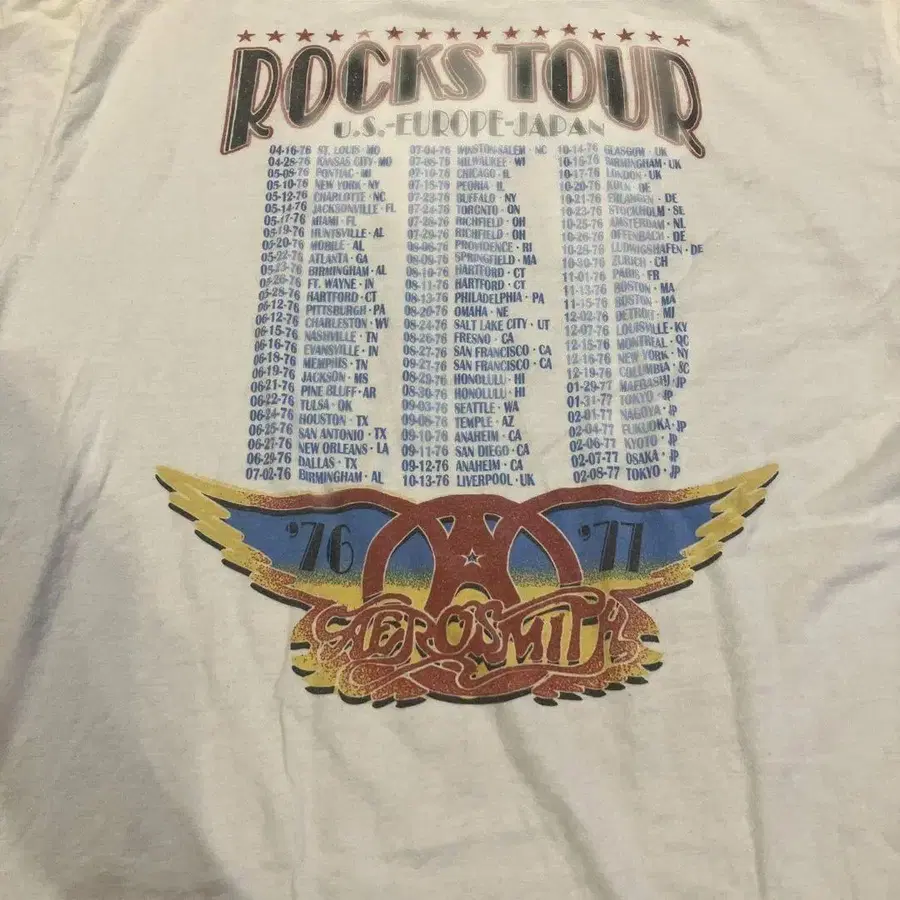 ROCKS TOUR
U.S.-EUROPE-JAPAN
04-16-76 ST. LOUIS · MO
04-28-76 KANSAS CITY · MO
05-08-76 PONTIAC · MI
05-10-76 NEW YORK · NY
05-12-76 CHARLOTTE · NC
05-14-76 JACKSONVILLE · FL
05-17-76 MIAMI · FL
05-19-76 HUNTSVILLE · AL
05-20-76 MOBILE · AL
05-22-76 ATLANTA · GA
05-23-76 BIRMINGHAM · AL
05-26-76 FT. WAYNE · IN
05-28-76 HARTFORD · CT
06-12-76 PITTSBURGH · PA
06-12-76 CHARLESTON · WV
06-15-76 NASHVILLE · TN
06-16-76 EVANSVILLE · IN
06-18-76 MEMPHIS · TN
06-19-76 JACKSON · MS
06-21-76 PINE BLUFF · AR
06-22-76 TULSA · OK
06-24-76 HOUSTON · TX
06-25-76 SAN ANTONIO · TX
06-27-76 NEW ORLEANS · LA
06-29-76 DALLAS · TX
07-02-76 BIRMINGHAM · AL
07-04-76 WINSTON-SALEM · NC
07-08-76 MILWAUKEE · WI
07-10-76 CHICAGO · IL
07-15-76 PEORIA · IL
07-23-76 BUFFALO · NY
07-24-76 TORONTO · ON
07-28-76 RICHFIELD · OH
07-29-76 RICHFIELD · OH
08-08-76 PROVIDENCE · RI
08-09-76 SPRINGFIELD · MA
08-10-76 HARTFORD · CT
08-11-76 HARTFORD · CT
08-13-76 PHILADELPHIA · PA
08-20-76 OMAHA · NE
08-24-76 SALT LAKE CITY · UT
08-26-76 FRESNO · CA
08-27-76 SAN FRANCISCO · CA
09-27-76 SAN FRANCISCO · CA
08-29-76 HONOLULU · HI
08-30-76 HONOLULU · HI
09-03-76 SEATTLE · WA
09-08-76 TEMPLE · AZ
09-10-76 ANAHEIM · CA
09-11-76 SAN DIEGO · CA
09-12-76 ANAHEIM · CA
10-13-76 LIVERPOOL · UK
10-14-76 GLASGOW · UK
10-16-76 BIRMINGHAM · UK
10-17-76 LONDON · UK
10-20-76 KOLN · DE
10-21-76 ERLANGEN · DE
10-23-76 STOCKHOLM · SE
10-25-76 AMSTERDAM · NL
10-26-76 OFFENBACH · DE
10-28-76 LUDWIGSHAFEN · DE
10-30-76 ZURICH · CH
11-01-76 PARIS · FR
11-13-76 BOSTON · MA
11-15-76 BOSTON · MA
12-02-76 DETROIT · MI
12-07-76 LOUISVILLE · KY
12-15-76 MONTREAL · QC
12-16-76 NEW YORK · NY
12-19-76 COLUMBIA · SC
01-29-77 MAEBASHI · JP
01-31-77 TOKYO · JP
02-01-77 NAGOYA · JP
02-04-77 FUKUOKA · JP
02-06-77 KYOTO · JP
02-07-77 OSAKA · JP
02-08-77 TOKYO · JP
'76 '77
AEROSMITH